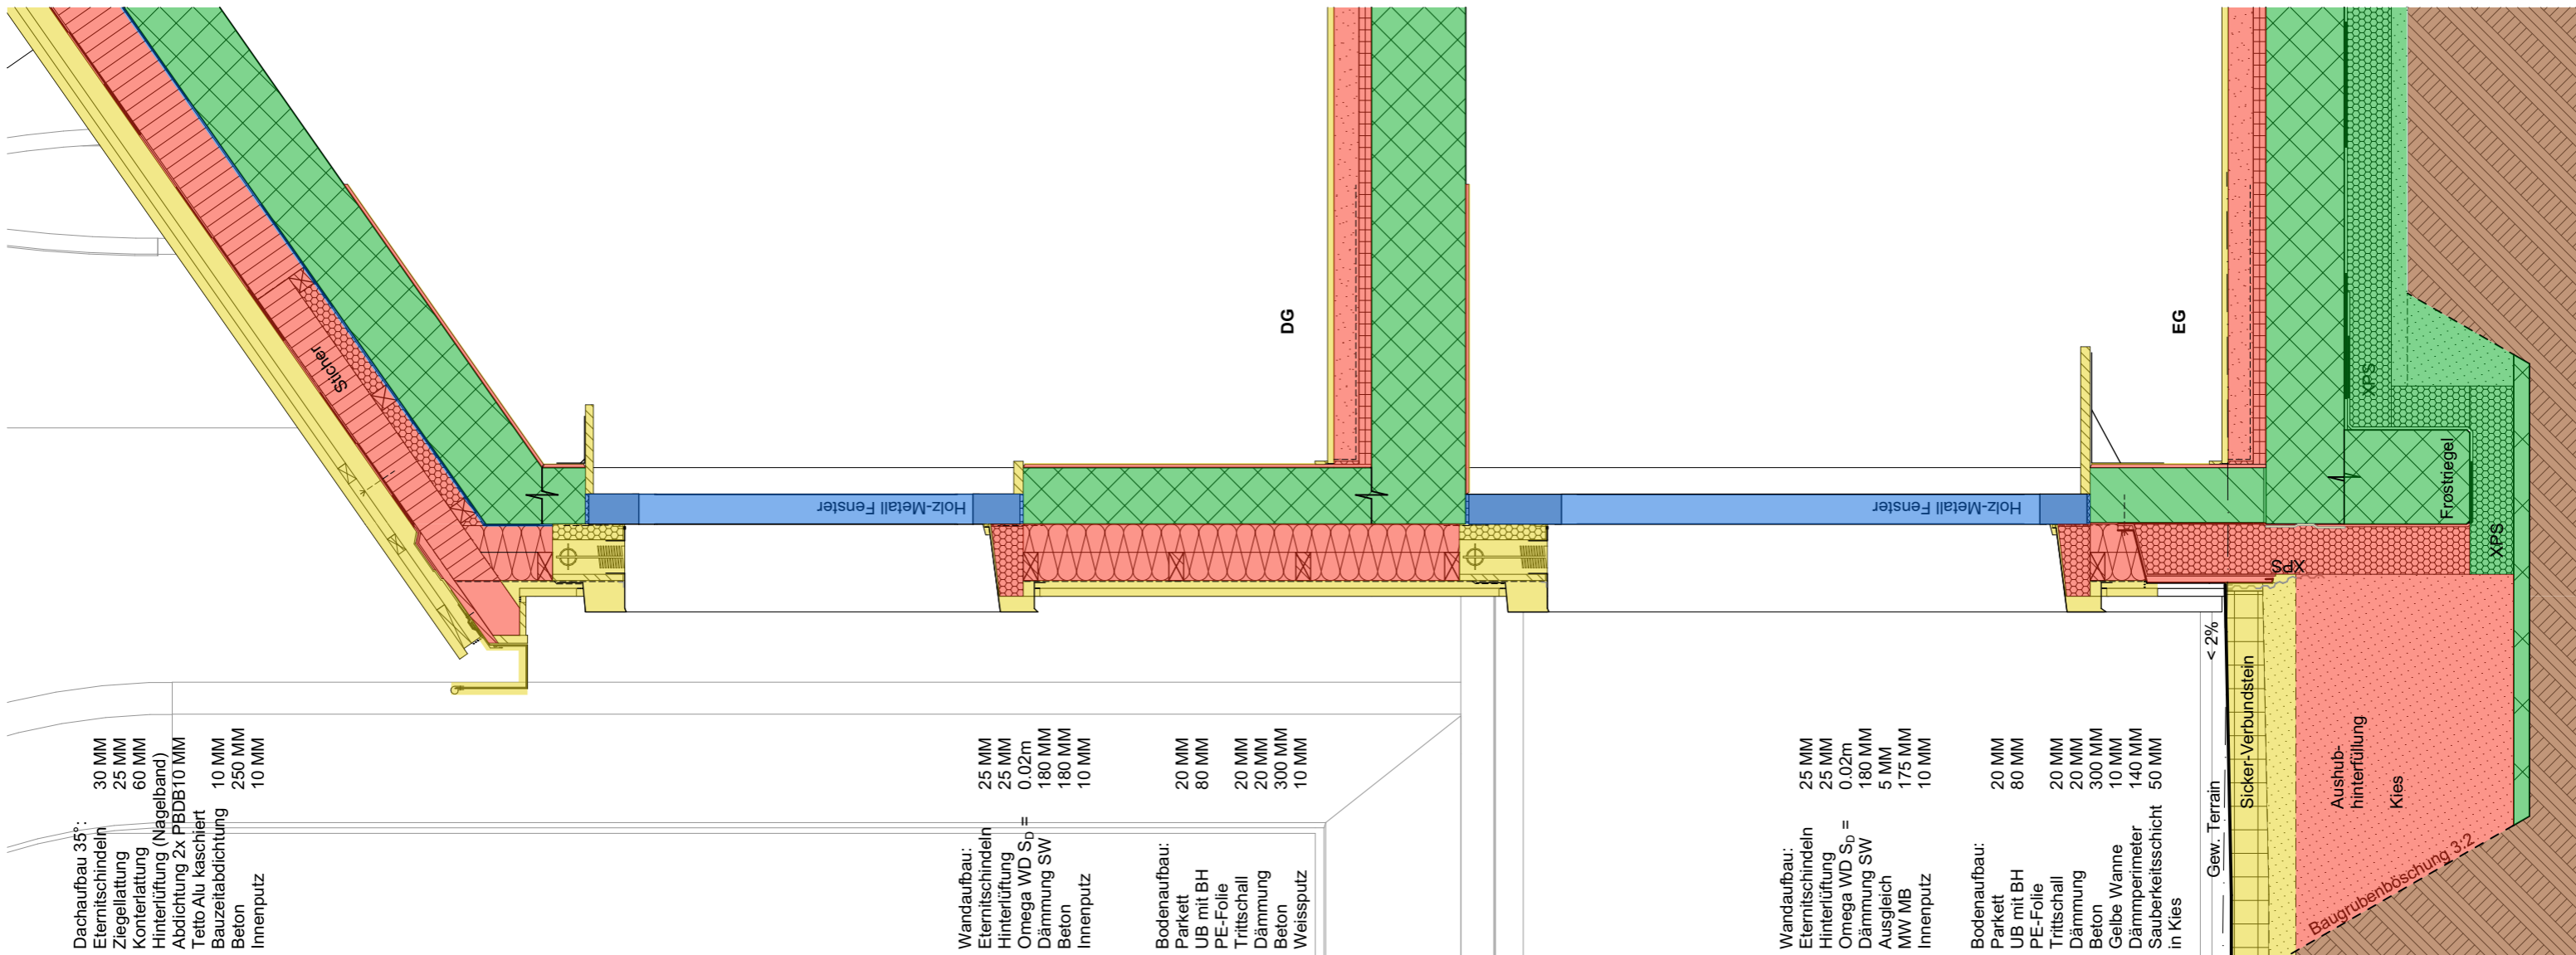 Dachaufbau 35°:
Eternitschindeln 30 MM
Ziegellattung 25 MM
Konterlattung 60 MM
Hinterlüftung (Nagelband)
Abdichtung 2x PBDB10 MM
Tetto Alu kaschiert
Bauzeitabdichtung 10 MM
Beton 250 MM
Innenputz 10 MM
Sticher
Holz-Metall Fenster
Wandaufbau:
Eternitschindeln 25 MM
Hinterlüftung 25 MM
Omega WD SD = 0.02m
Dämmung SW 180 MM
Beton 180 MM
Innenputz 10 MM
DG
Bodenaufbau:
Parkett 20 MM
UB mit BH 80 MM
PE-Folie
Trittschall 20 MM
Dämmung 20 MM
Beton 300 MM
Weissputz 10 MM
Holz-Metall Fenster
Wandaufbau:
Eternitschindeln 25 MM
Hinterlüftung 25 MM
Omega WD SD = 0.02m
Dämmung SW 180 MM
Ausgleich 5 MM
MW MB 175 MM
Innenputz 10 MM
EG
Bodenaufbau:
Parkett 20 MM
UB mit BH 80 MM
PE-Folie
Trittschall 20 MM
Dämmung 20 MM
Beton 300 MM
Gelbe Wanne 10 MM
Dämmperimeter 140 MM
Sauberkeitsschicht 50 MM
in Kies
Gew. Terrain < 2%
Sicker-Verbundstein
XPS
XPS
Frostriegel
XPS
Aushub-
hinterfüllung
Kies
Baugrubenböschung 3:2